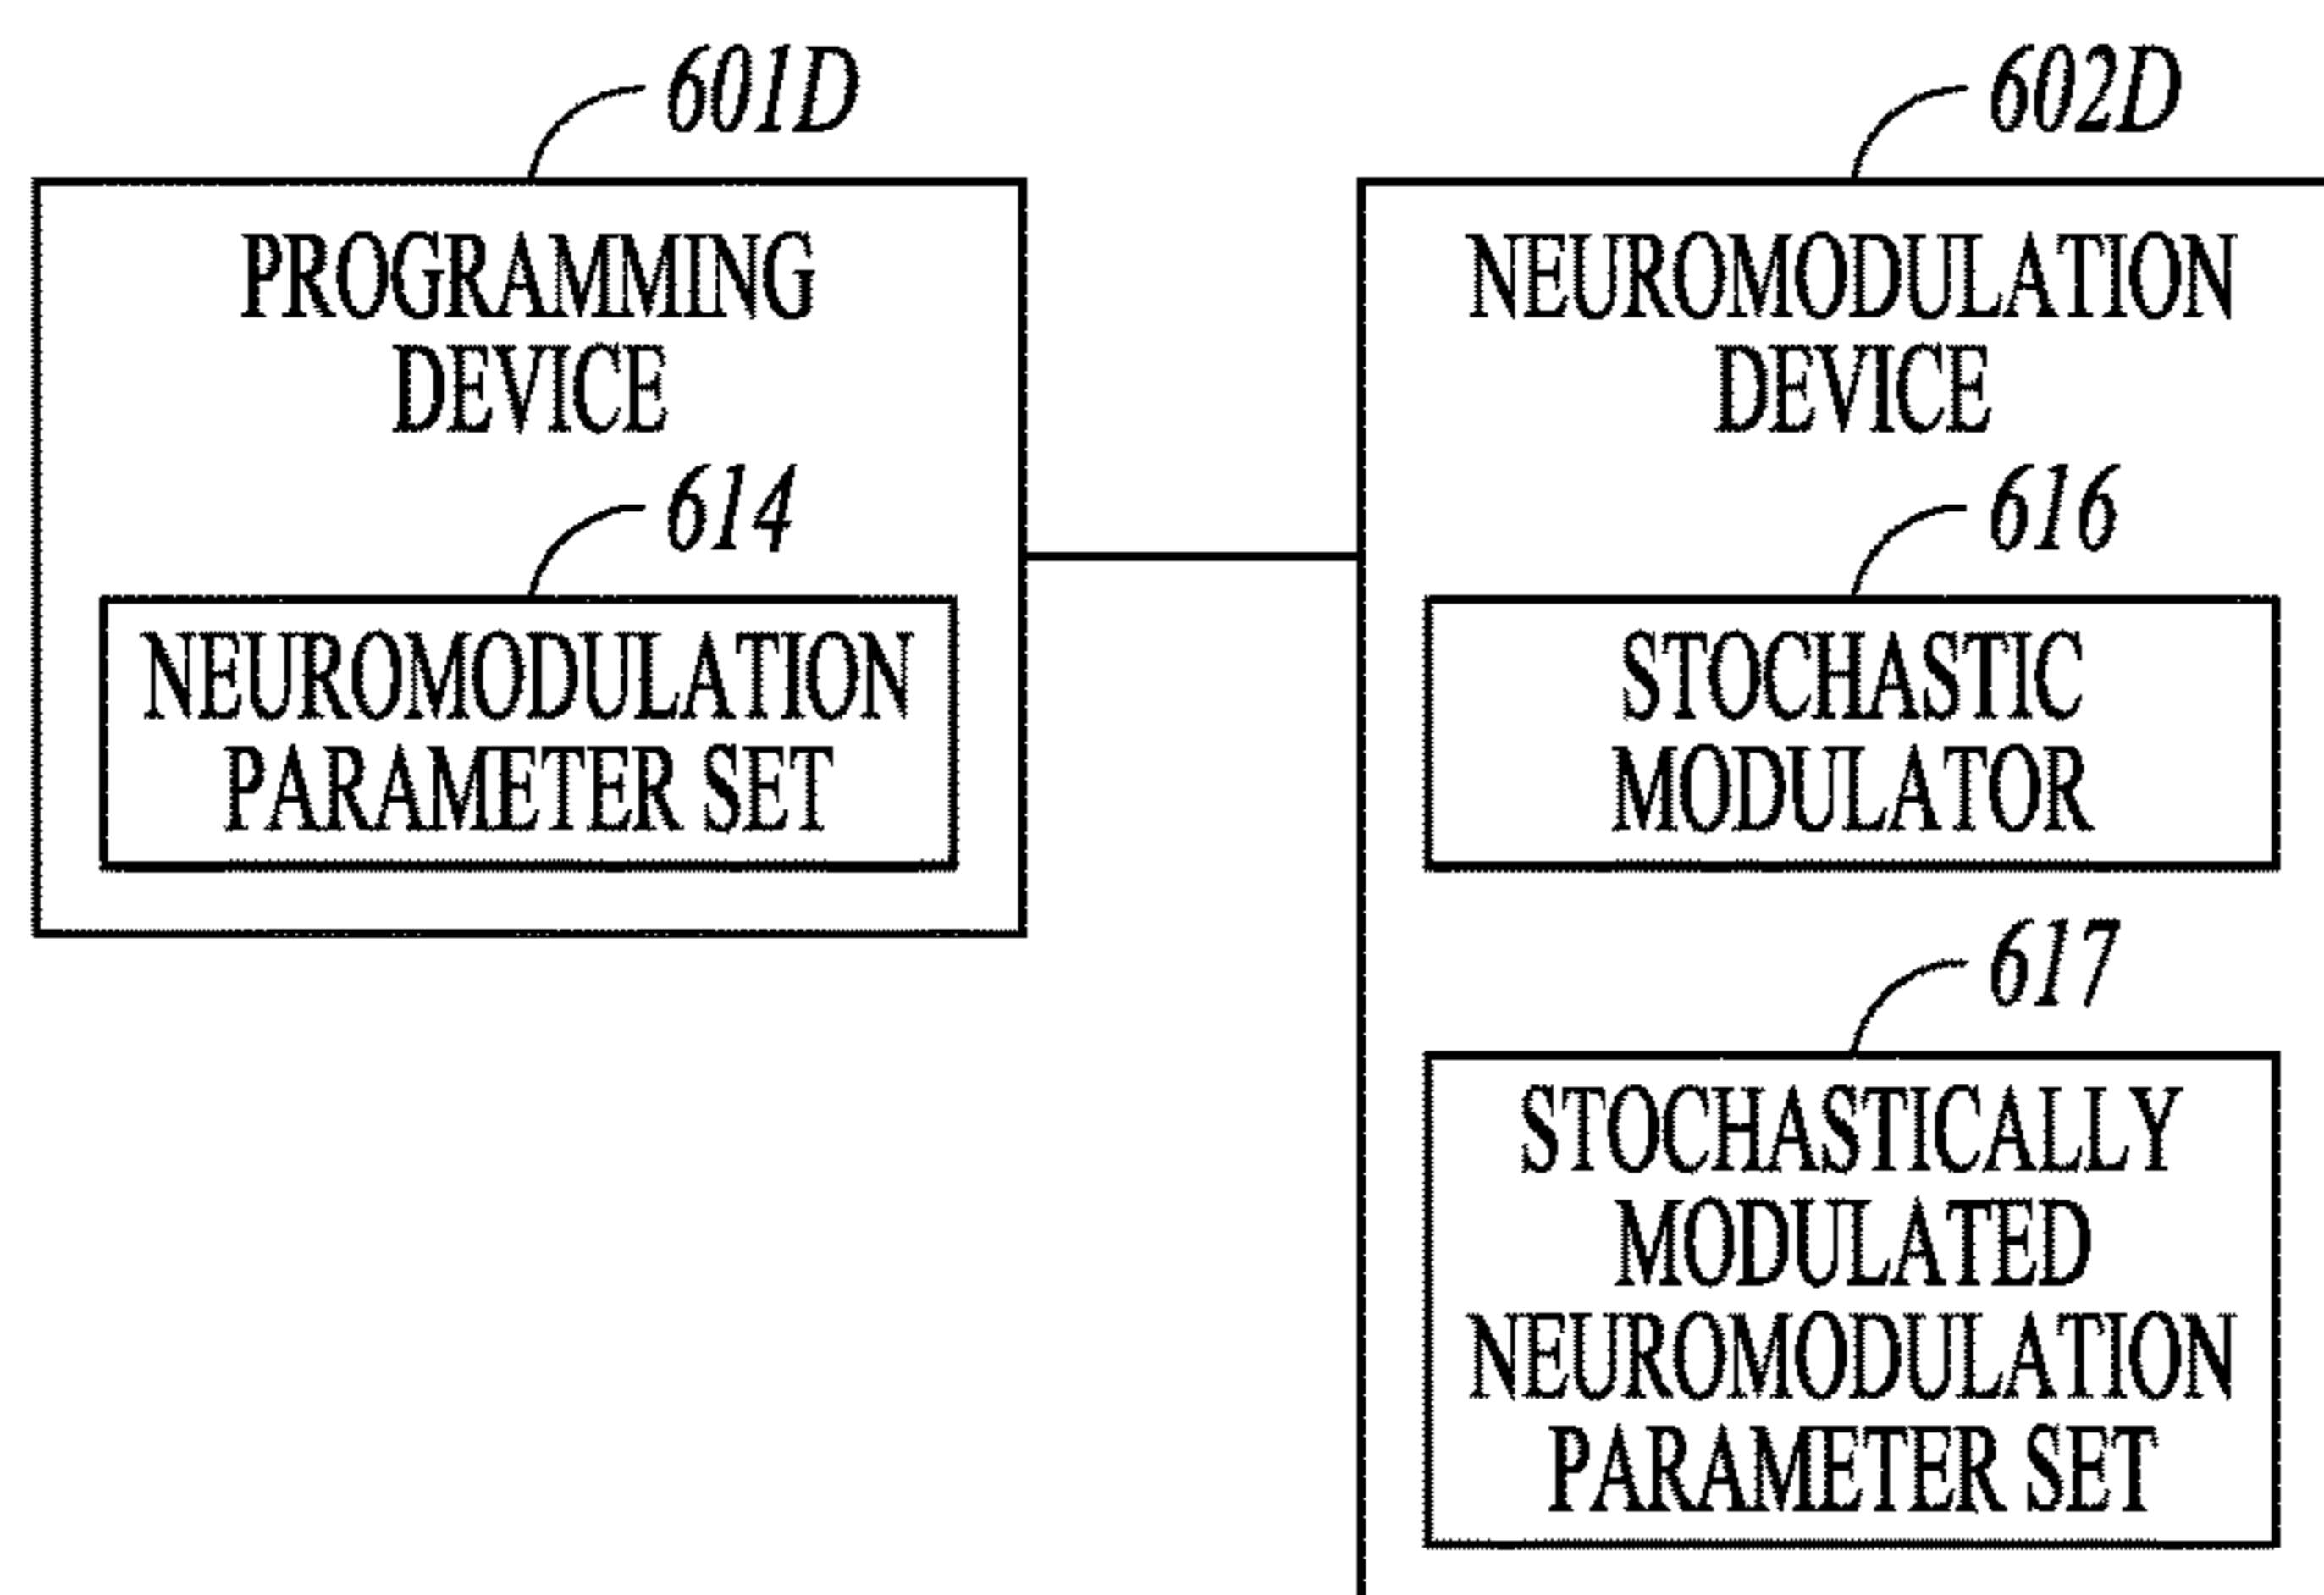 601D
PROGRAMMING
DEVICE
614
NEUROMODULATION
PARAMETER SET
602D
NEUROMODULATION
DEVICE
616
STOCHASTIC
MODULATOR
617
STOCHASTICALLY
MODULATED
NEUROMODULATION
PARAMETER SET